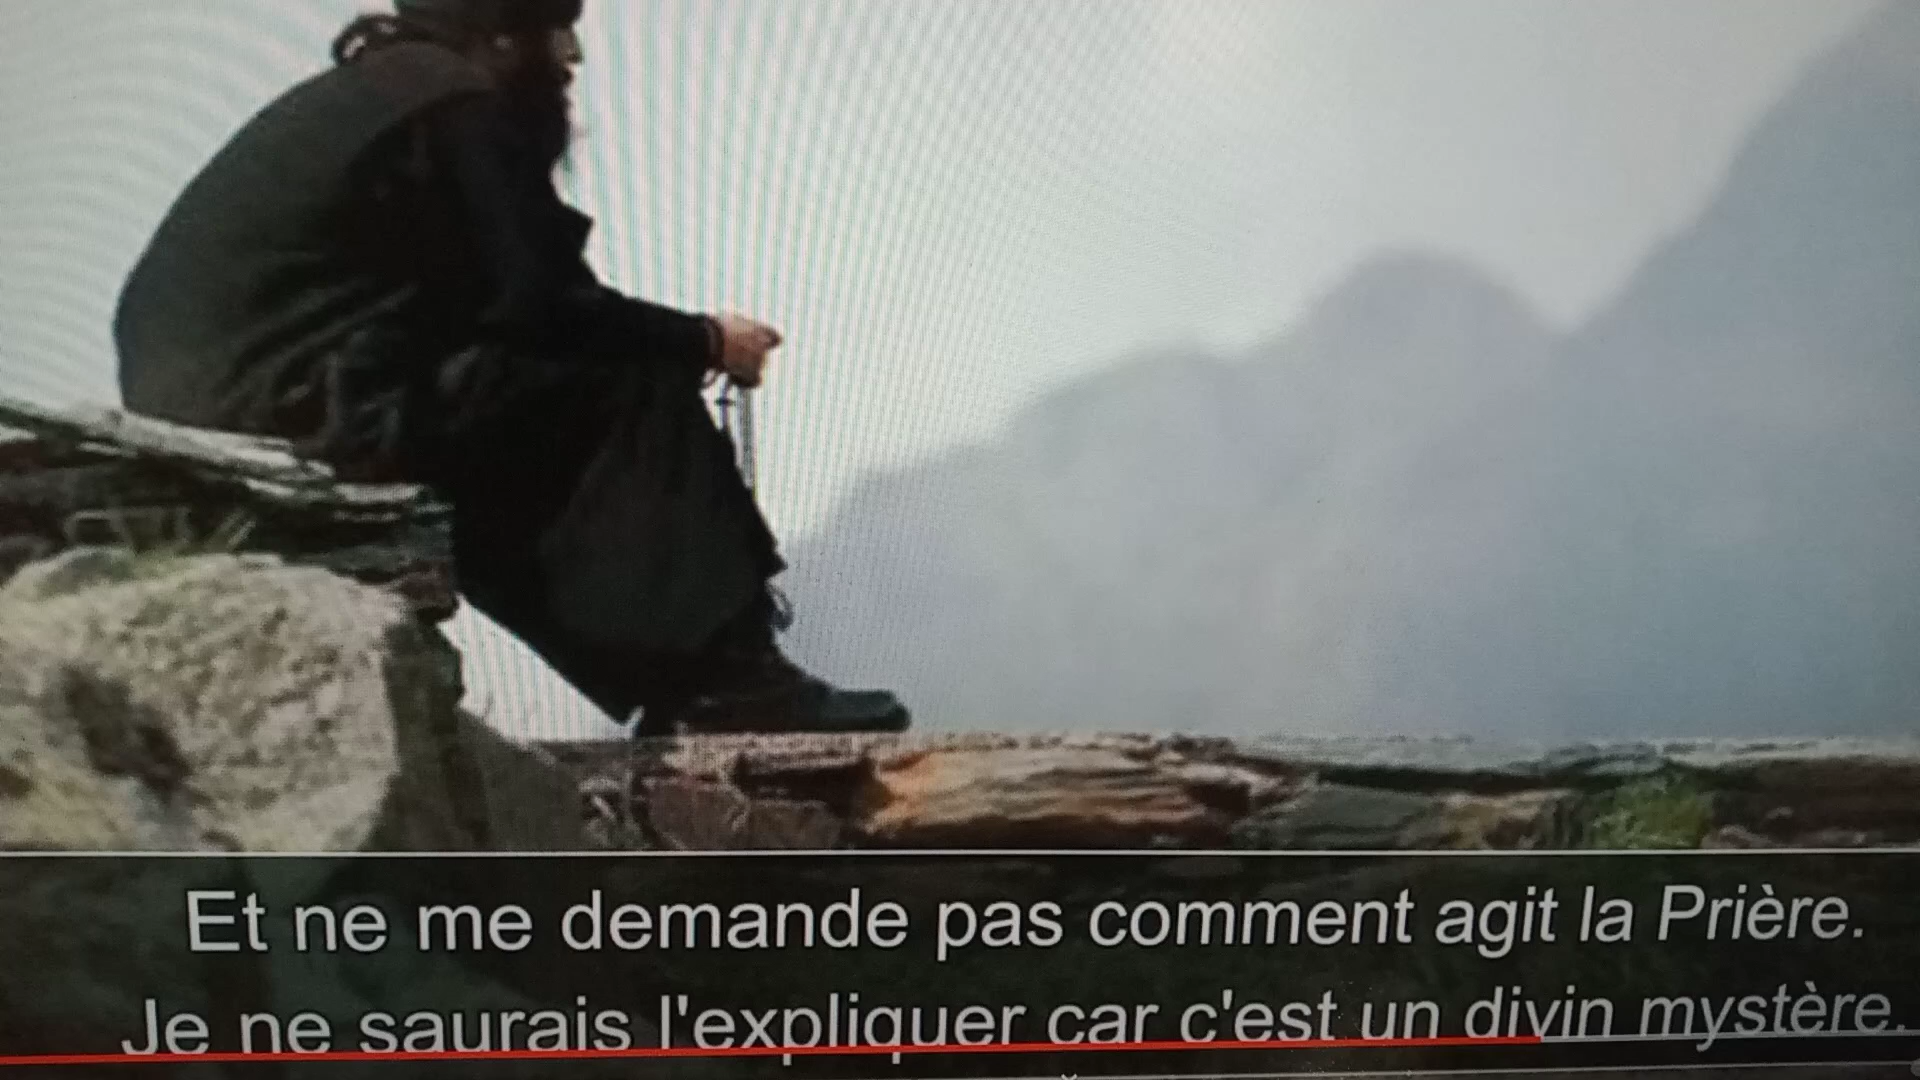 Et ne me demande pas comment agit la Prière.
Je ne saurais l'expliquer car c'est un divin mystère.